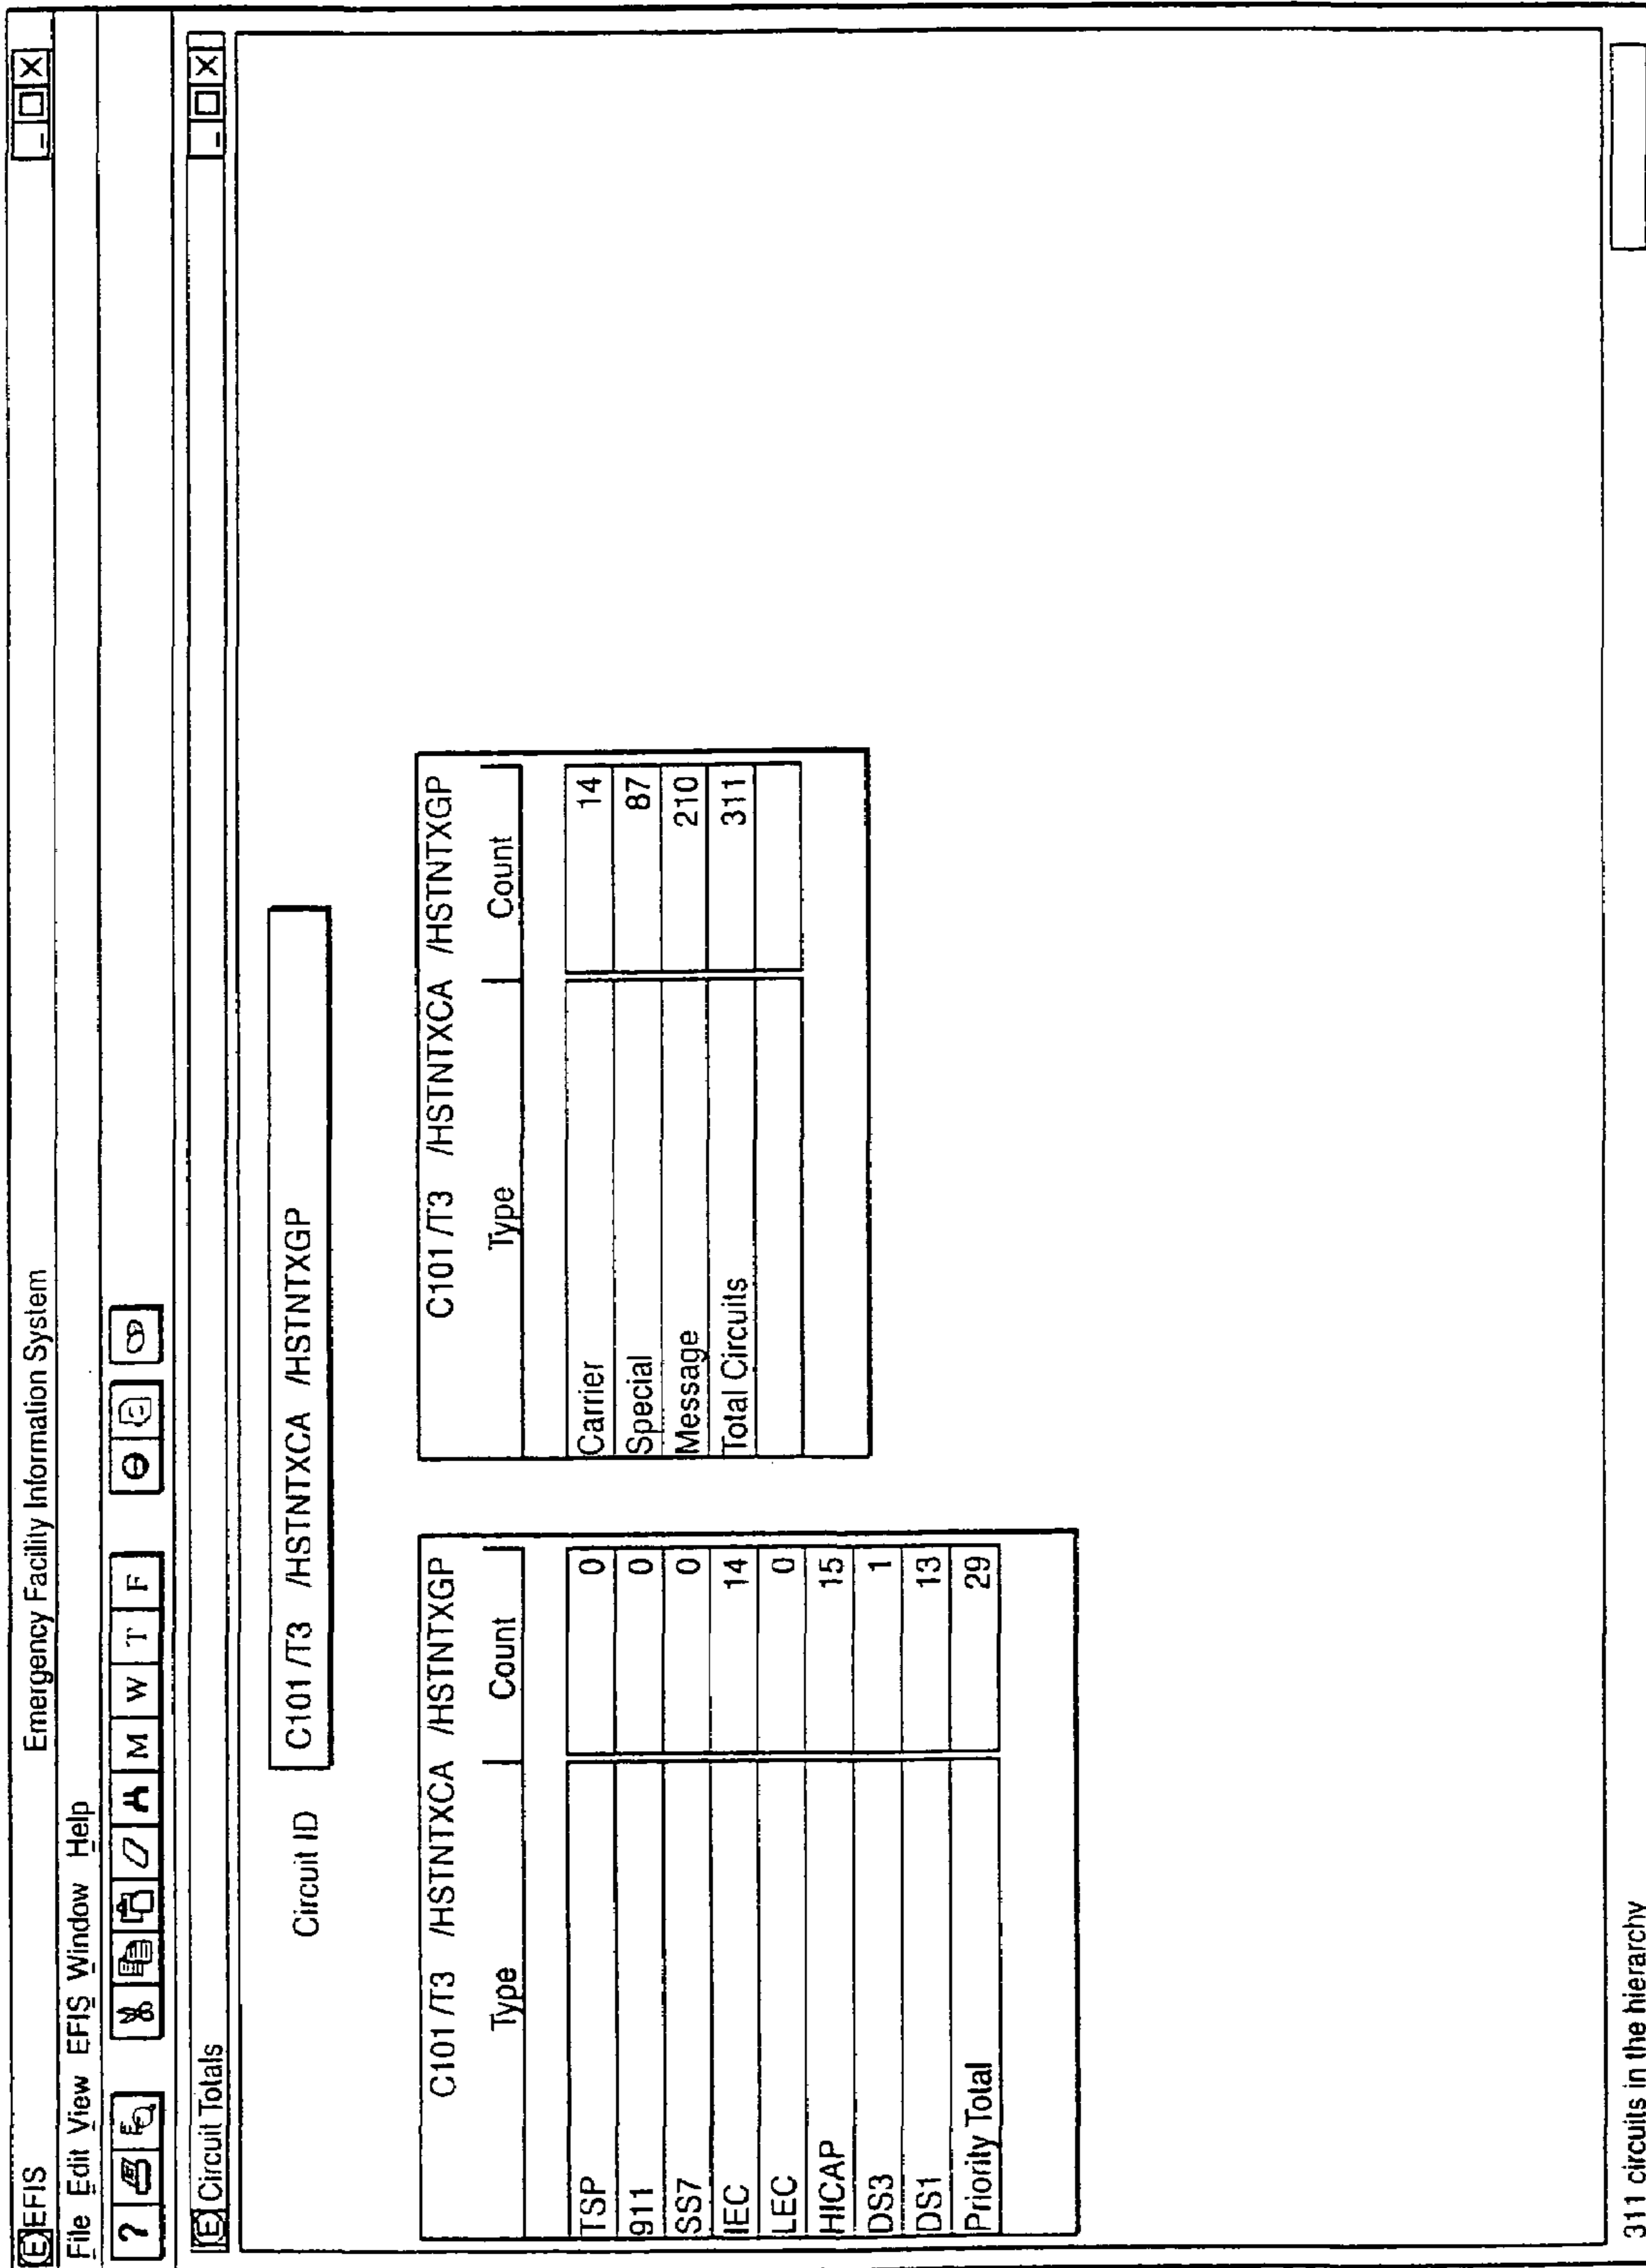 EFIS Emergency Facility Information System
File Edit View EFIS Window Help
? M W T F
Circuit Totals
Circuit ID C101 /T3 /HSTNTXCA /HSTNTXGP
C101 /T3 /HSTNTXCA /HSTNTXGP
Type Count
TSP 0
911 0
SS7 0
IEC 14
LEC 0
HICAP 15
DS3 1
DS1 13
Priority Total 29
C101 /T3 /HSTNTXCA /HSTNTXGP
Type Count
Carrier 14
Special 87
Message 210
Total Circuits 311
311 circuits in the hierarchy